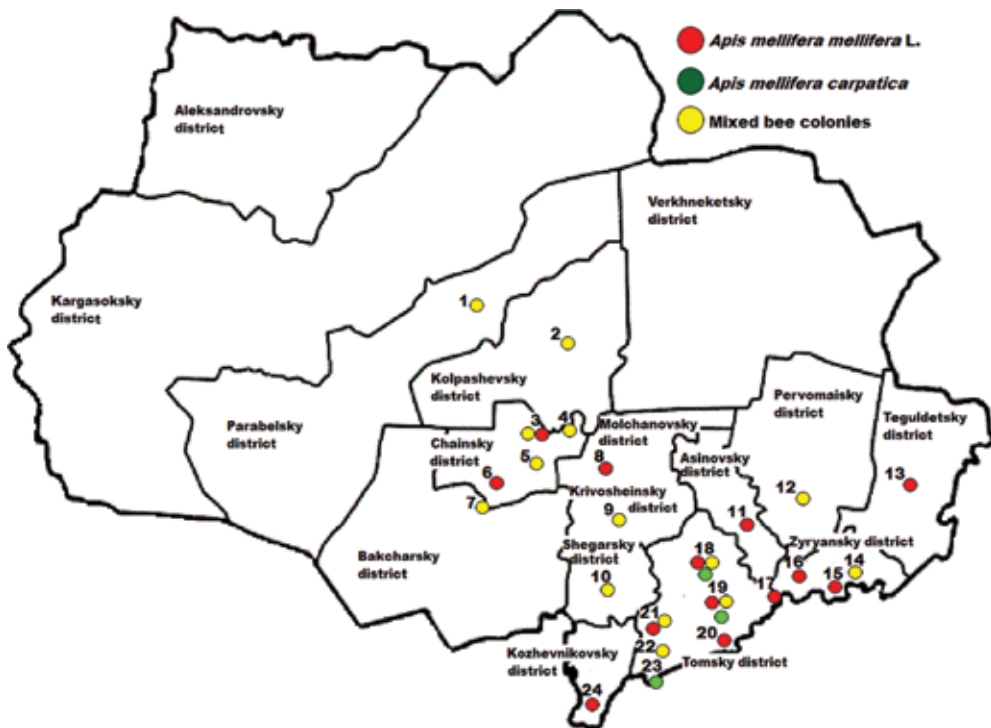 Apis mellifera mellifera L.
Apis mellifera carpatica
Mixed bee colonies
Aleksandrovsky
district
Verkhneketsky
district
Kargasoksky
district
1
2
Kolpashevsky
district
Pervomaisky
district
Teguldetsky
district
Parabelsky
district
3
4
Molchanovsky
district
Chainsky
district
5
6
7
8
Asinovsky
district
Krivosheinsky
district
9
11
12
13
Bakcharsky
district
Shegarsky
district
10
Zyryansky district
14
15
16
17
18
19
20
21
22
23
Tomsky district
Kozhevnikovsky
district
24